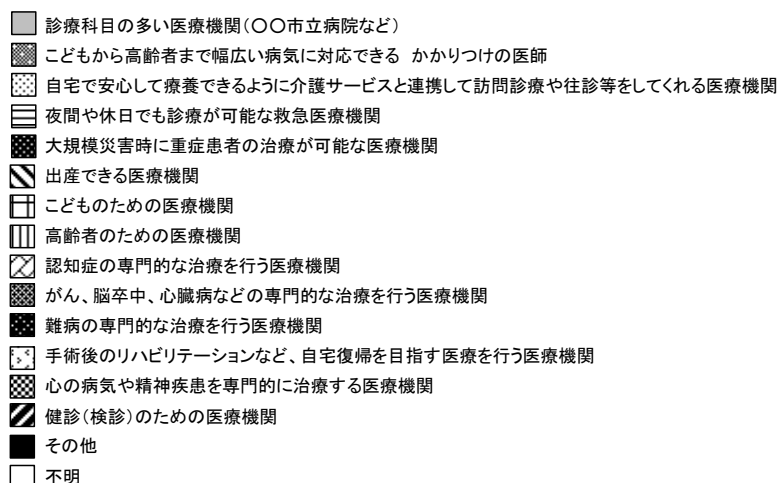 診療科目の多い医療機関(〇〇市立病院など)
こどもから高齢者まで幅広い病気に対応できる かかりつけの医師
自宅で安心して療養できるように介護サービスと連携して訪問診療や往診等をしてくれる医療機関
夜間や休日でも診療が可能な救急医療機関
大規模災害時に重症患者の治療が可能な医療機関
出産できる医療機関
こどものための医療機関
高齢者のための医療機関
認知症の専門的な治療を行う医療機関
がん、脳卒中、心臓病などの専門的な治療を行う医療機関
難病の専門的な治療を行う医療機関
手術後のリハビリテーションなど、自宅復帰を目指す医療を行う医療機関
心の病気や精神疾患を専門的に治療する医療機関
健診(検診)のための医療機関
その他
不明